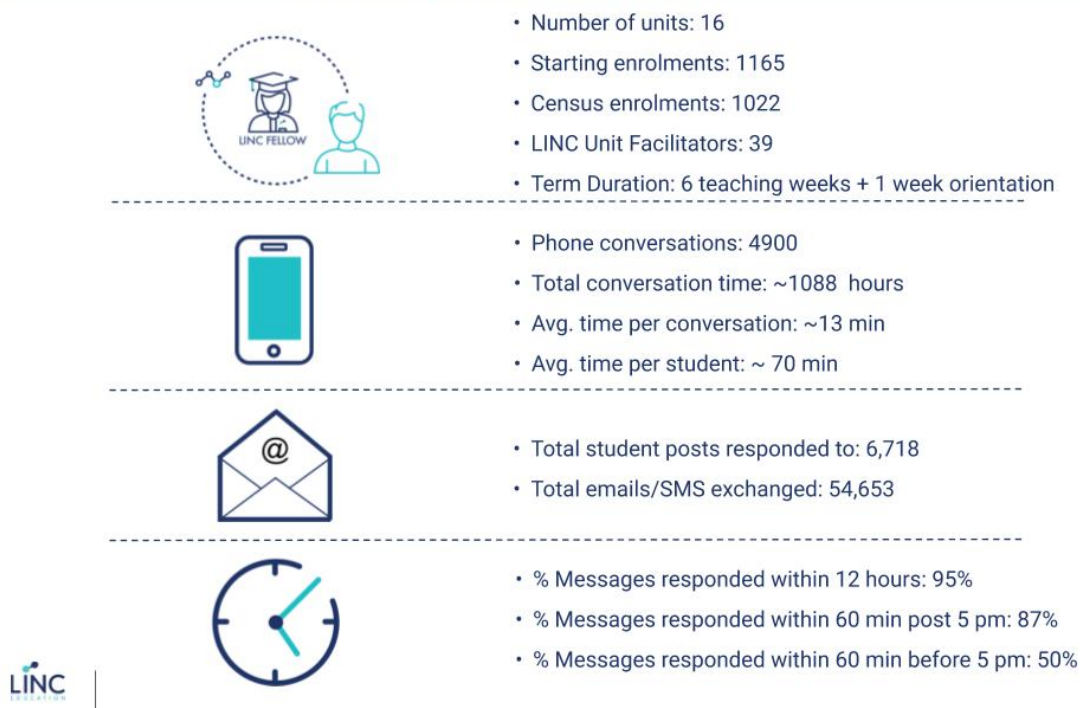 LINC FELLOW
• Number of units: 16
• Starting enrolments: 1165
• Census enrolments: 1022
• LINC Unit Facilitators: 39
• Term Duration: 6 teaching weeks + 1 week orientation
• Phone conversations: 4900
• Total conversation time: ~1088 hours
• Avg. time per conversation: ~13 min
• Avg. time per student: ~ 70 min
@
• Total student posts responded to: 6,718
• Total emails/SMS exchanged: 54,653
• % Messages responded within 12 hours: 95%
• % Messages responded within 60 min post 5 pm: 87%
• % Messages responded within 60 min before 5 pm: 50%
LINC
EDUCATION